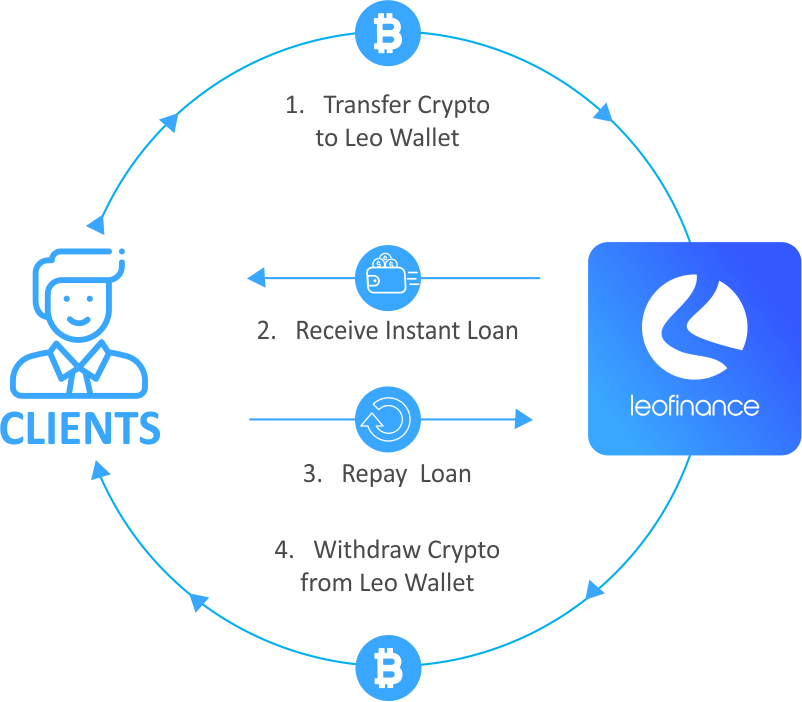 1. Transfer Crypto
to Leo Wallet
2. Receive Instant Loan
CLIENTS
leofinance
3. Repay Loan
4. Withdraw Crypto
from Leo Wallet